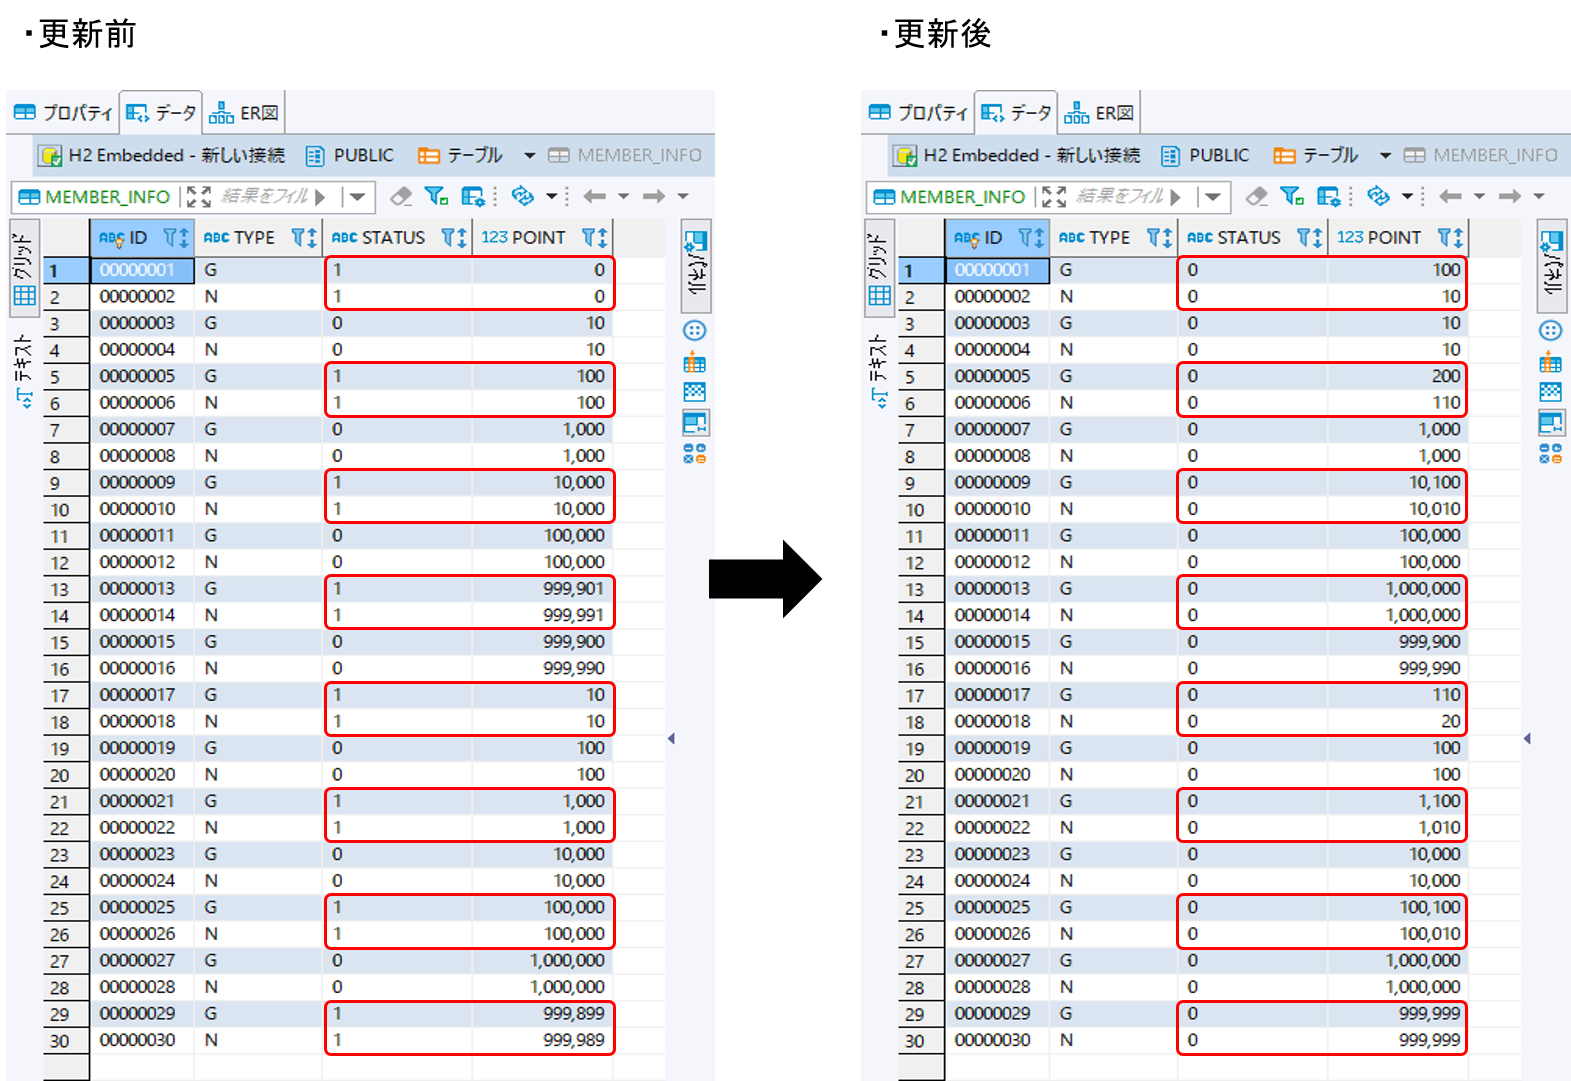 ・更新前
プロパティ データ ER図
H2 Embedded - 新しい接続 PUBLIC テーブル MEMBER_INFO
MEMBER_INFO 結果をフィル
グリッド
テキスト
ABC ID ABC TYPE ABC STATUS 123 POINT
1 00000001 G 1 0
2 00000002 N 1 0
3 00000003 G 0 10
4 00000004 N 0 10
5 00000005 G 1 100
6 00000006 N 1 100
7 00000007 G 0 1,000
8 00000008 N 0 1,000
9 00000009 G 1 10,000
10 00000010 N 1 10,000
11 00000011 G 0 100,000
12 00000012 N 0 100,000
13 00000013 G 1 999,901
14 00000014 N 1 999,991
15 00000015 G 0 999,900
16 00000016 N 0 999,990
17 00000017 G 1 10
18 00000018 N 1 10
19 00000019 G 0 100
20 00000020 N 0 100
21 00000021 G 1 1,000
22 00000022 N 1 1,000
23 00000023 G 0 10,000
24 00000024 N 0 10,000
25 00000025 G 1 100,000
26 00000026 N 1 100,000
27 00000027 G 0 1,000,000
28 00000028 N 0 1,000,000
29 00000029 G 1 999,899
30 00000030 N 1 999,989
・更新後
プロパティ データ ER図
H2 Embedded - 新しい接続 PUBLIC テーブル MEMBER_INFO
MEMBER_INFO 結果をフィル
グリッド
テキスト
ABC ID ABC TYPE ABC STATUS 123 POINT
1 00000001 G 0 100
2 00000002 N 0 10
3 00000003 G 0 10
4 00000004 N 0 10
5 00000005 G 0 200
6 00000006 N 0 110
7 00000007 G 0 1,000
8 00000008 N 0 1,000
9 00000009 G 0 10,100
10 00000010 N 0 10,010
11 00000011 G 0 100,000
12 00000012 N 0 100,000
13 00000013 G 0 1,000,000
14 00000014 N 0 1,000,000
15 00000015 G 0 999,900
16 00000016 N 0 999,990
17 00000017 G 0 110
18 00000018 N 0 20
19 00000019 G 0 100
20 00000020 N 0 100
21 00000021 G 0 1,100
22 00000022 N 0 1,010
23 00000023 G 0 10,000
24 00000024 N 0 10,000
25 00000025 G 0 100,100
26 00000026 N 0 100,010
27 00000027 G 0 1,000,000
28 00000028 N 0 1,000,000
29 00000029 G 0 999,999
30 00000030 N 0 999,999